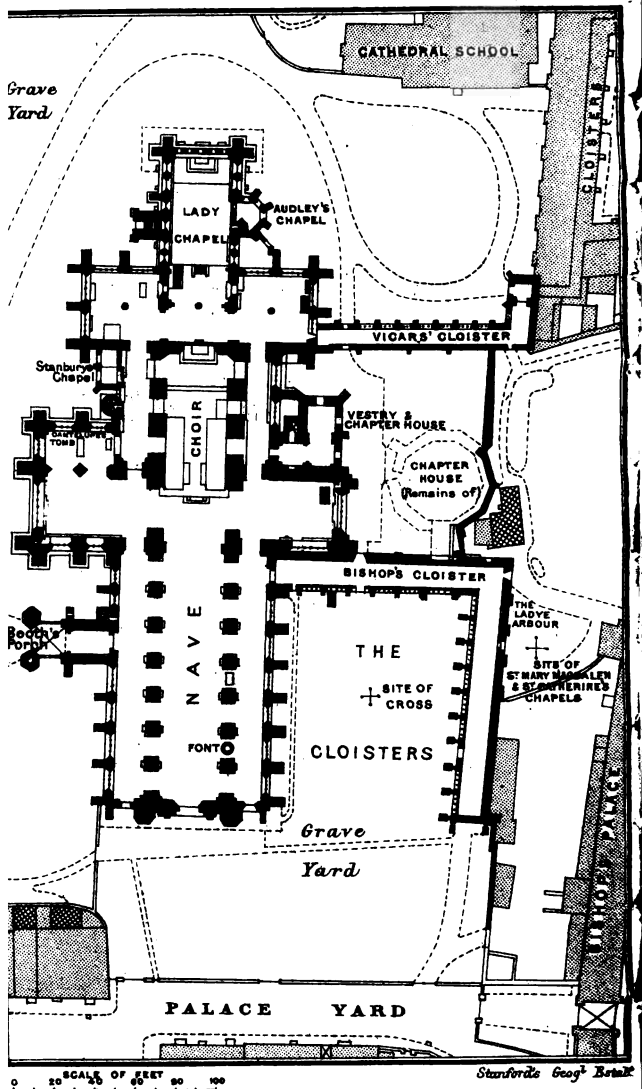 CATHEDRAL SCHOOL
Grave
Yard
CLOISTERS
LADY
CHAPEL
AUDLEY'S
CHAPEL
VICARS' CLOISTER
Stanbury's
Chapel
CHOIR
VESTRY &
CHAPTER HOUSE
CANTELUPE'S
TOMB
CHAPTER
HOUSE
(Remains of)
BISHOP'S CLOISTER
THE
LADYE
ARBOUR
Booth's
Porch
NAVE
THE
SITE OF
CROSS
SITE OF
ST MARY MAGDALEN
& ST CATHERINE'S
CHAPELS
FONT
CLOISTERS
BISHOP'S PALACE
Grave
Yard
PALACE YARD
SCALE OF FEET
0 20 40 60 80 100
Stanford's Geogl Estabt